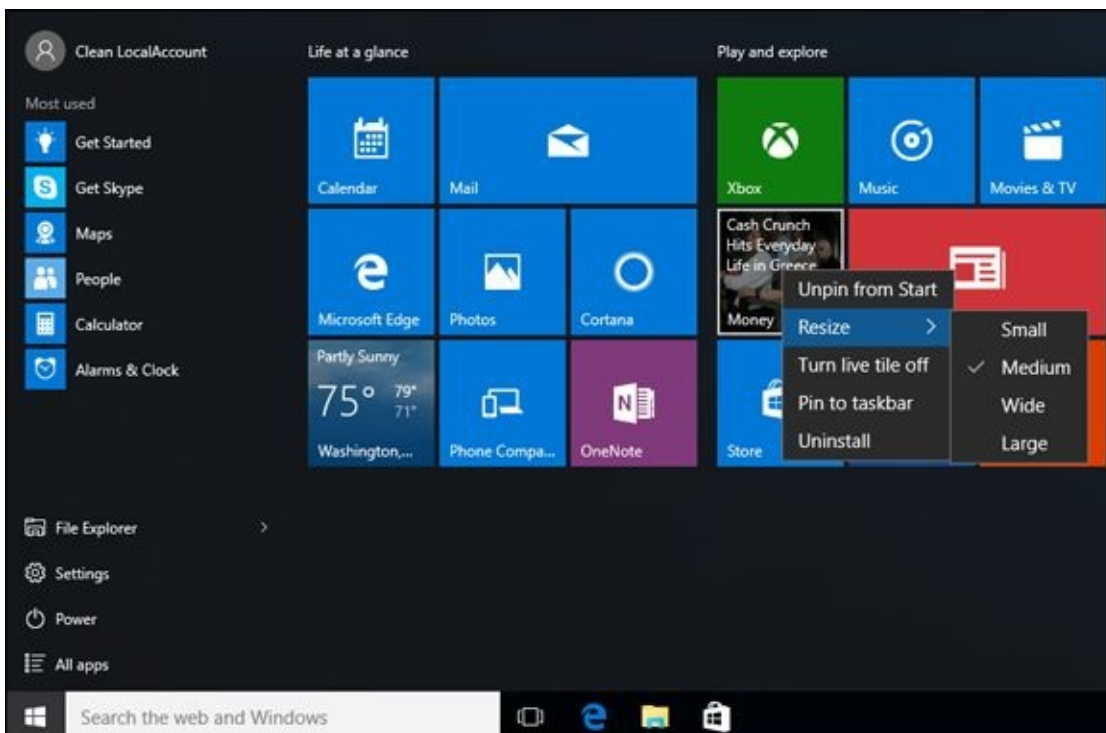 Clean LocalAccount
Most used
Get Started
Get Skype
Maps
People
Calculator
Alarms & Clock
File Explorer
Settings
Power
All apps
Life at a glance
Calendar
Mail
Microsoft Edge
Photos
Cortana
Partly Sunny
75° 79°
71°
Washington,...
Phone Compa...
OneNote
Play and explore
Xbox
Music
Movies & TV
Cash Crunch
Hits Everyday
Life in Greece
Money
Store
Unpin from Start
Resize
Turn live tile off
Pin to taskbar
Uninstall
Small
Medium
Wide
Large
Search the web and Windows